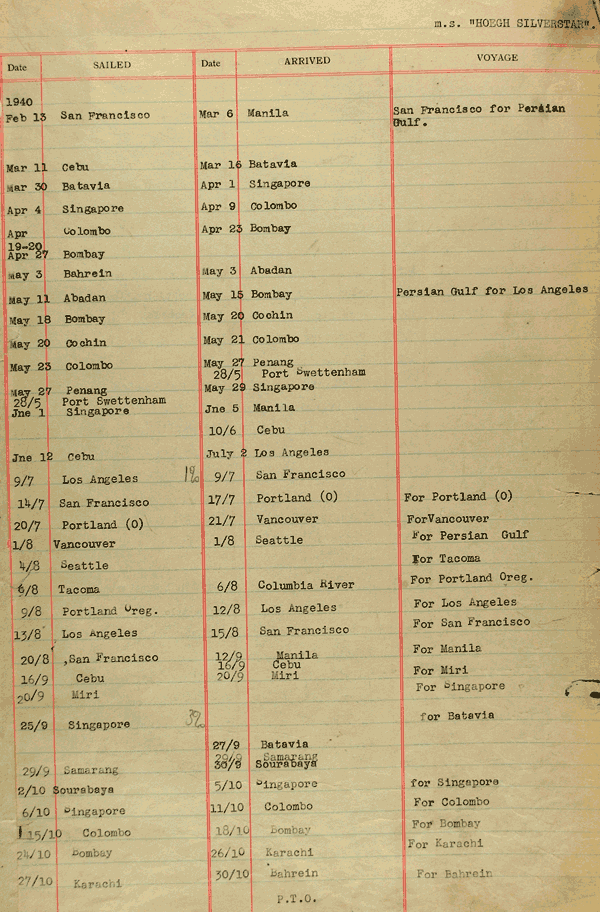 m.s. "HOEGH SILVERSTAR".
Date SAILED Date ARRIVED VOYAGE
1940
Feb 13 San Francisco Mar 6 Manila San Francisco for Persian
Gulf.
Mar 11 Cebu Mar 16 Batavia
Mar 30 Batavia Apr 1 Singapore
Apr 4 Singapore Apr 9 Colombo
Apr Colombo Apr 23 Bombay
19-20
Apr 27 Bombay
May 3 Bahrein May 3 Abadan
May 11 Abadan May 15 Bombay Persian Gulf for Los Angeles
May 18 Bombay May 20 Cochin
May 20 Cochin May 21 Colombo
May 23 Colombo May 27 Penang
28/5 Port Swettenham
May 27 Penang May 29 Singapore
28/5 Port Swettenham
Jne 1 Singapore Jne 5 Manila
10/6 Cebu
Jne 12 Cebu July 2 Los Angeles
9/7 Los Angeles 9/7 San Francisco
14/7 San Francisco 17/7 Portland (O) For Portland (O)
20/7 Portland (O) 21/7 Vancouver ForVancouver
1/8 Vancouver 1/8 Seattle For Persian Gulf
4/8 Seattle For Tacoma
6/8 Tacoma 6/8 Columbia River For Portland Oreg.
9/8 Portland Oreg. 12/8 Los Angeles For Los Angeles
13/8 Los Angeles 15/8 San Francisco For San Francisco
20/8 ,San Francisco 12/9 Manila For Manila
16/9 Cebu
16/9 Cebu 20/9 Miri For Miri
20/9 Miri For Singapore
25/9 Singapore for Batavia
27/9 Batavia
29/9 Samarang
30/9 Sourabaya
29/9 Samarang
2/10 Sourabaya 5/10 Singapore for Singapore
6/10 Singapore 11/10 Colombo For Colombo
15/10 Colombo 18/10 Bombay For Bombay
24/10 Bombay 26/10 Karachi For Karachi
27/10 Karachi 30/10 Bahrein For Bahrein
P.T.O.